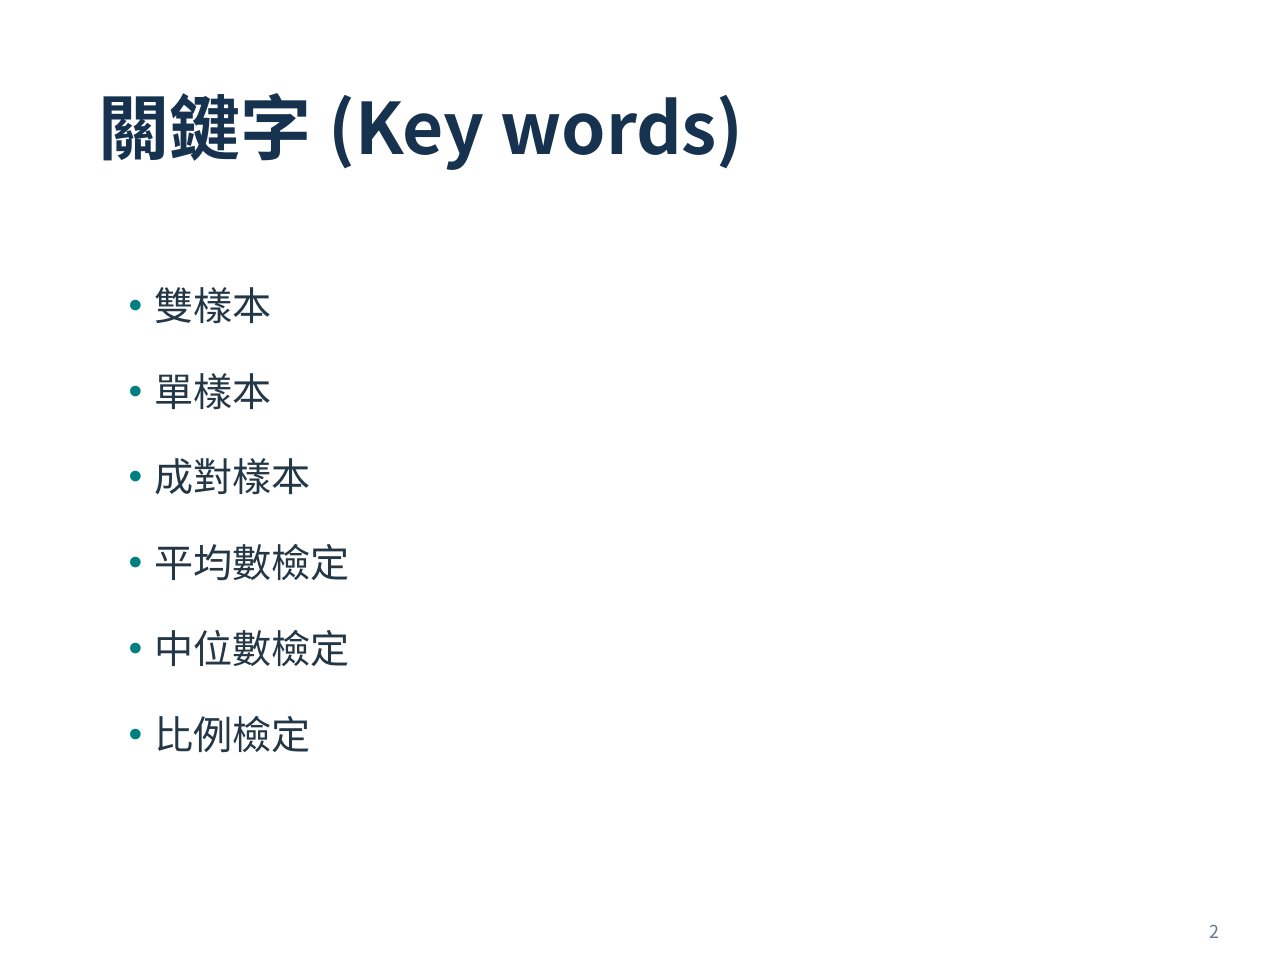 關鍵字 (Key words)
• 雙樣本
• 單樣本
• 成對樣本
• 平均數檢定
• 中位數檢定
• 比例檢定
2